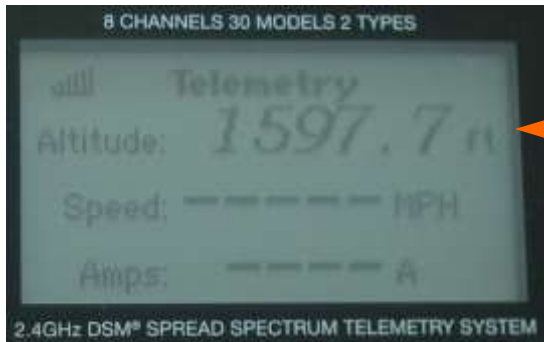 8 CHANNELS 30 MODELS 2 TYPES
Telemetry
Altitude: 1597.7 ft
Speed: ----- MPH
Amps: ---- A
2.4GHz DSM® SPREAD SPECTRUM TELEMETRY SYSTEM